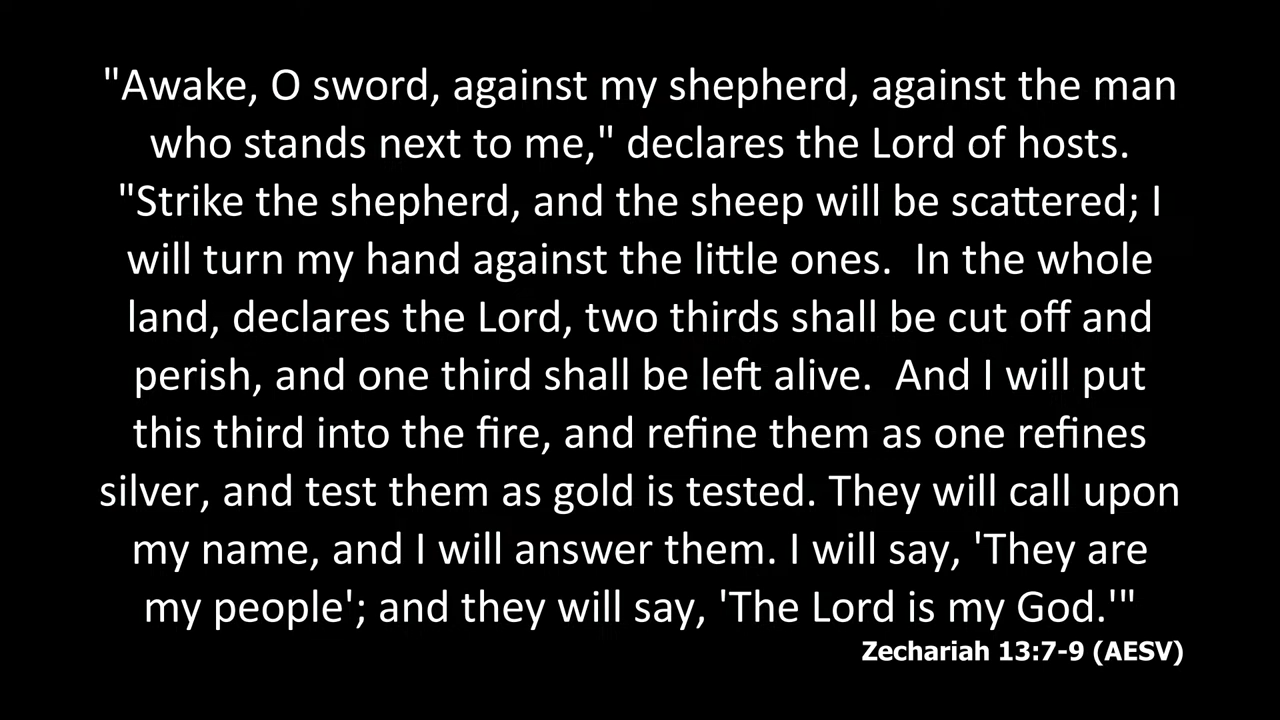 "Awake, O sword, against my shepherd, against the man
who stands next to me," declares the Lord of hosts.
"Strike the shepherd, and the sheep will be scattered; I
will turn my hand against the little ones.  In the whole
land, declares the Lord, two thirds shall be cut off and
perish, and one third shall be left alive.  And I will put
this third into the fire, and refine them as one refines
silver, and test them as gold is tested. They will call upon
my name, and I will answer them. I will say, 'They are
my people'; and they will say, 'The Lord is my God.'"
Zechariah 13:7-9 (AESV)